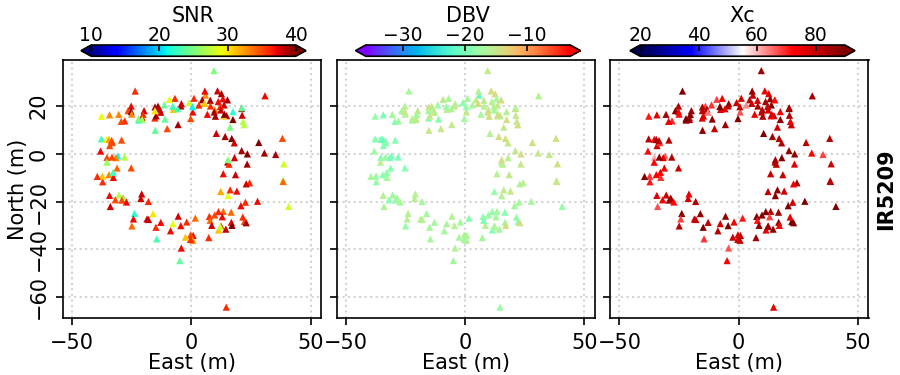 SNR DBV Xc
10 20 30 40 −30 −20 −10 20 40 60 80
North (m)
20
0
−20
−40
−60
−50 0 50 −50 0 50 −50 0 50
East (m) East (m) East (m)
IR5209